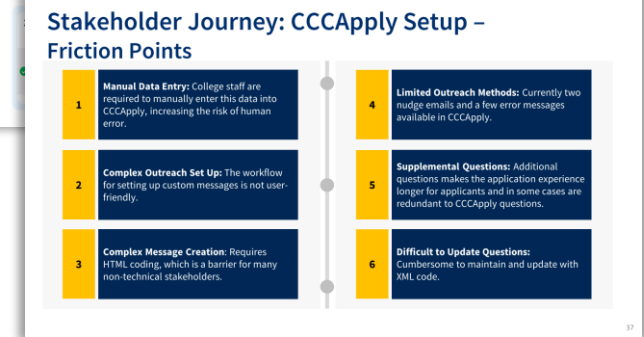 Stakeholder Journey: CCCApply Setup –
Friction Points
1
Manual Data Entry: College staff are
required to manually enter this data into
CCCApply, increasing the risk of human
error.
2
Complex Outreach Set Up: The workflow
for setting up custom messages is not user-
friendly.
3
Complex Message Creation: Requires
HTML coding, which is a barrier for many
non-technical stakeholders.
4
Limited Outreach Methods: Currently two
nudge emails and a few error messages
available in CCCApply.
5
Supplemental Questions: Additional
questions makes the application experience
longer for applicants and in some cases are
redundant to CCCApply questions.
6
Difficult to Update Questions:
Cumbersome to maintain and update with
XML code.
37